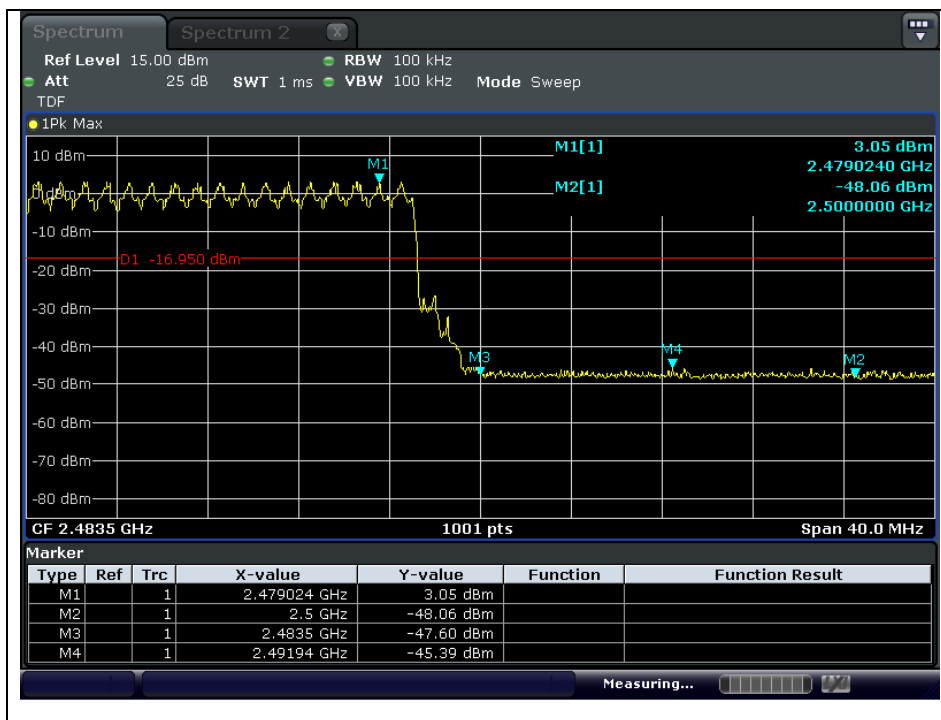 Spectrum Spectrum 2 X
Ref Level 15.00 dBm RBW 100 kHz
Att 25 dB SWT 1 ms VBW 100 kHz Mode Sweep
TDF
1Pk Max
M1[1] 3.05 dBm
2.4790240 GHz
M2[1] -48.06 dBm
2.5000000 GHz
10 dBm
M1
0 dBm
-10 dBm
D1 -16.950 dBm
-20 dBm
-30 dBm
-40 dBm
M3 M4 M2
-50 dBm
-60 dBm
-70 dBm
-80 dBm
CF 2.4835 GHz 1001 pts Span 40.0 MHz
Marker
Type Ref Trc X-value Y-value Function Function Result
M1 1 2.479024 GHz 3.05 dBm
M2 1 2.5 GHz -48.06 dBm
M3 1 2.4835 GHz -47.60 dBm
M4 1 2.49194 GHz -45.39 dBm
Measuring...